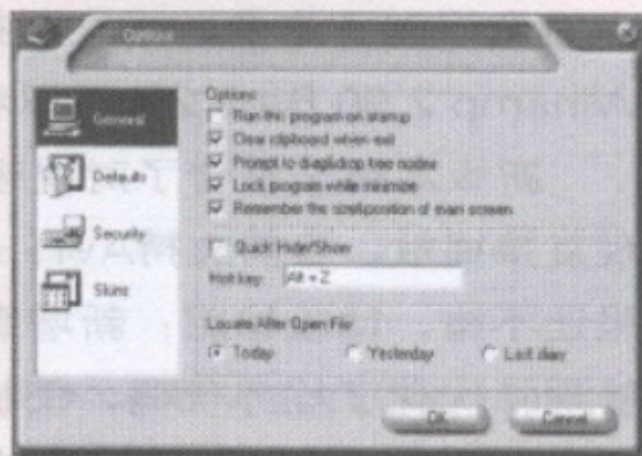 Options
General
Defaults
Security
Skins
Options
Run this program on startup
Clear clipboard when exit
Prompt to drag&drop tree nodes
Lock program while minimize
Remember the size&position of main screen
Quick Hide/Show
Hot key: Alt + Z
Locate After Open File
Today Yesterday Last diary
OK Cancel